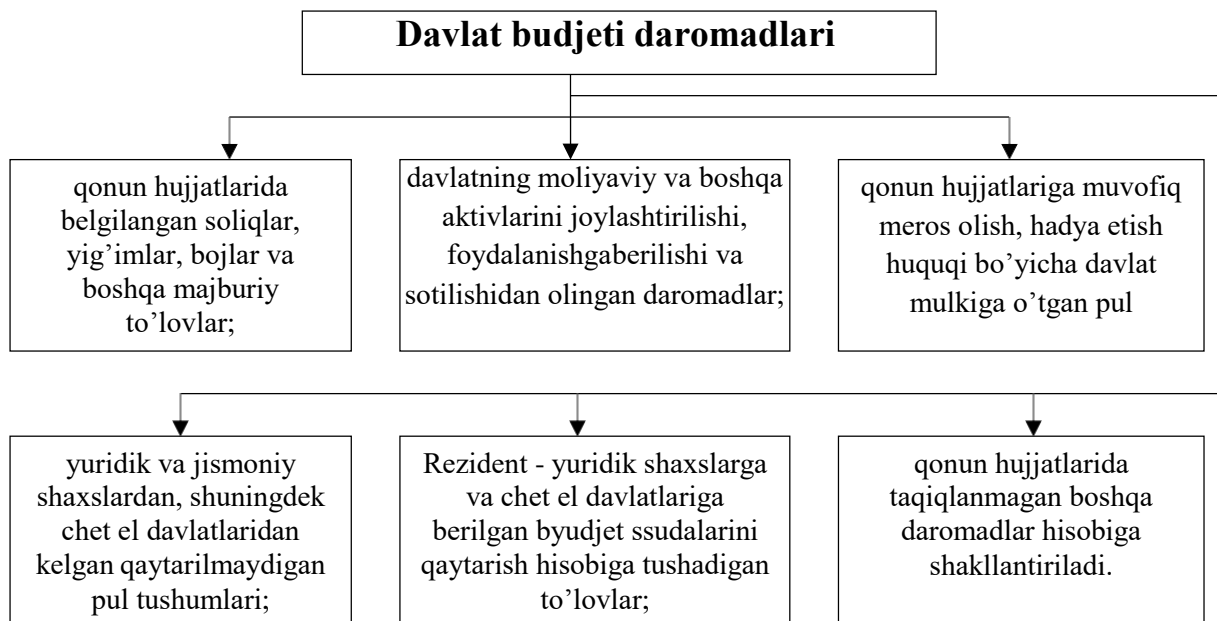 Davlat budjeti daromadlari
qonun hujjatlarida
belgilangan soliqlar,
yig’imlar, bojlar va
boshqa majburiy
to’lovlar;
davlatning moliyaviy va boshqa
aktivlarini joylashtirilishi,
foydalanishgaberilishi va
sotilishidan olingan daromadlar;
qonun hujjatlariga muvofiq
meros olish, hadya etish
huquqi bo’yicha davlat
mulkiga o’tgan pul
yuridik va jismoniy
shaxslardan, shuningdek
chet el davlatlaridan
kelgan qaytarilmaydigan
pul tushumlari;
Rezident - yuridik shaxslarga
va chet el davlatlariga
berilgan byudjet ssudalarini
qaytarish hisobiga tushadigan
to’lovlar;
qonun hujjatlarida
taqiqlanmagan boshqa
daromadlar hisobiga
shakllantiriladi.